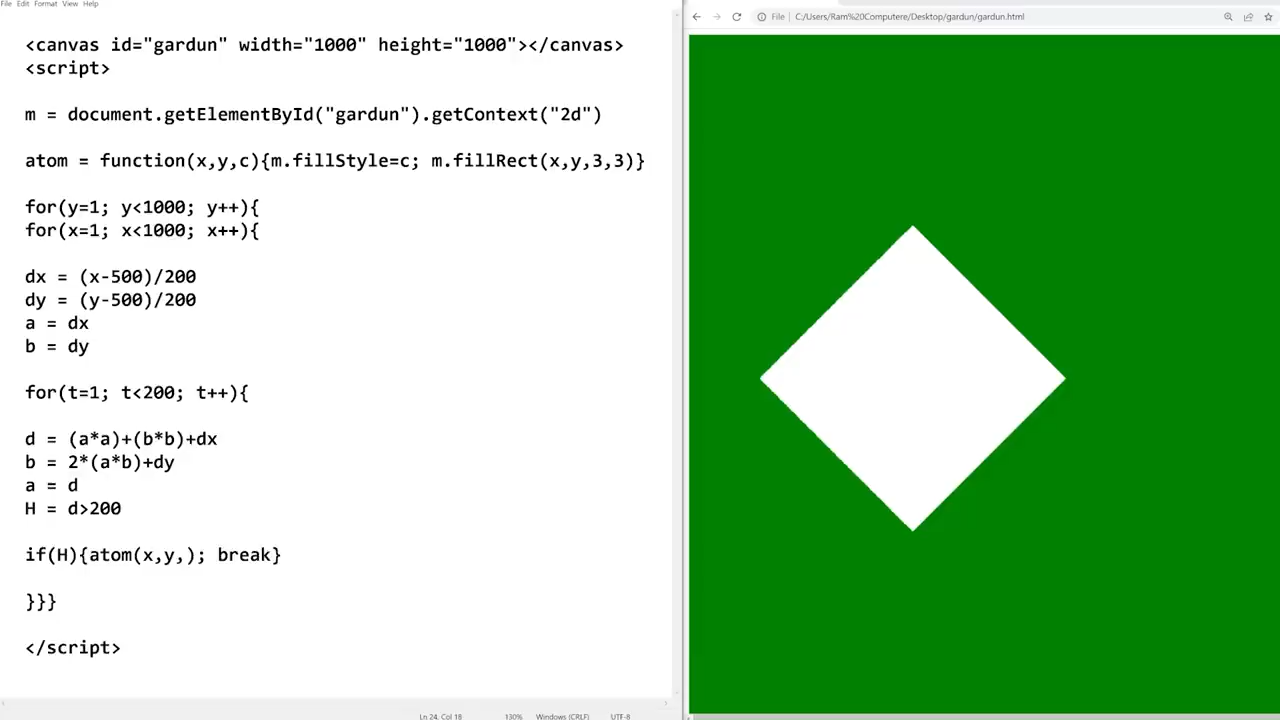 File Edit Format View Help
<canvas id="gardun" width="1000" height="1000"></canvas>
<script>
m = document.getElementById("gardun").getContext("2d")
atom = function(x,y,c){m.fillStyle=c; m.fillRect(x,y,3,3)}
for(y=1; y<1000; y++){
for(x=1; x<1000; x++){
dx = (x-500)/200
dy = (y-500)/200
a = dx
b = dy
for(t=1; t<200; t++){
d = (a*a)+(b*b)+dx
b = 2*(a*b)+dy
a = d
H = d>200
if(H){atom(x,y,); break}
}}}
</script>
Ln 24, Col 18 130% Windows (CRLF) UTF-8
File C:/Users/Ram%20Computere/Desktop/gardun/gardun.html